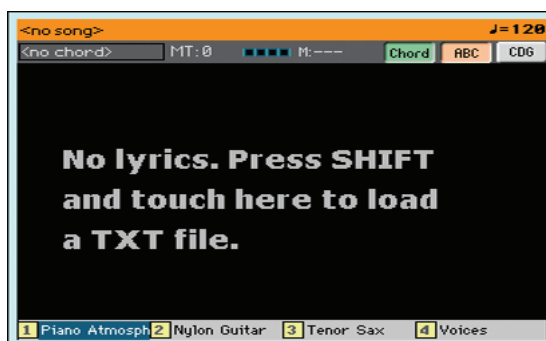 <no song> ♩=120
<no chord> MT:0 M:--- Chord ABC CDG
No lyrics. Press SHIFT
and touch here to load
a TXT file.
1 Piano Atmosph 2 Nylon Guitar 3 Tenor Sax 4 Voices